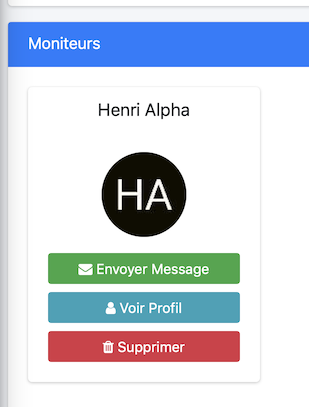 Moniteurs
Henri Alpha
HA
Envoyer Message
Voir Profil
Supprimer